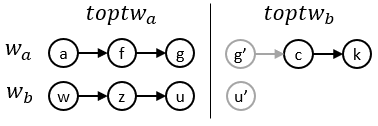 toptw_a toptw_b
w_a a f g g' c k
w_b w z u u'